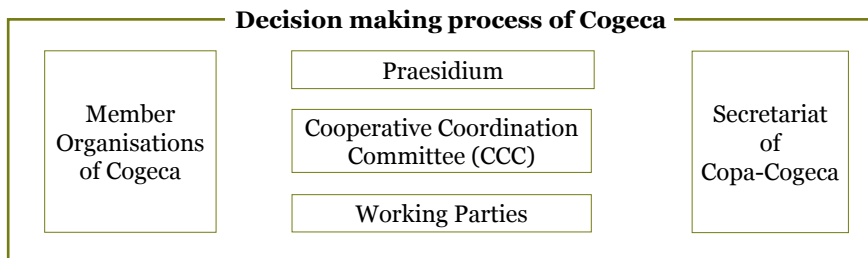 Decision making process of Cogeca
Member
Organisations
of Cogeca
Praesidium
Cooperative Coordination
Committee (CCC)
Working Parties
Secretariat
of
Copa-Cogeca